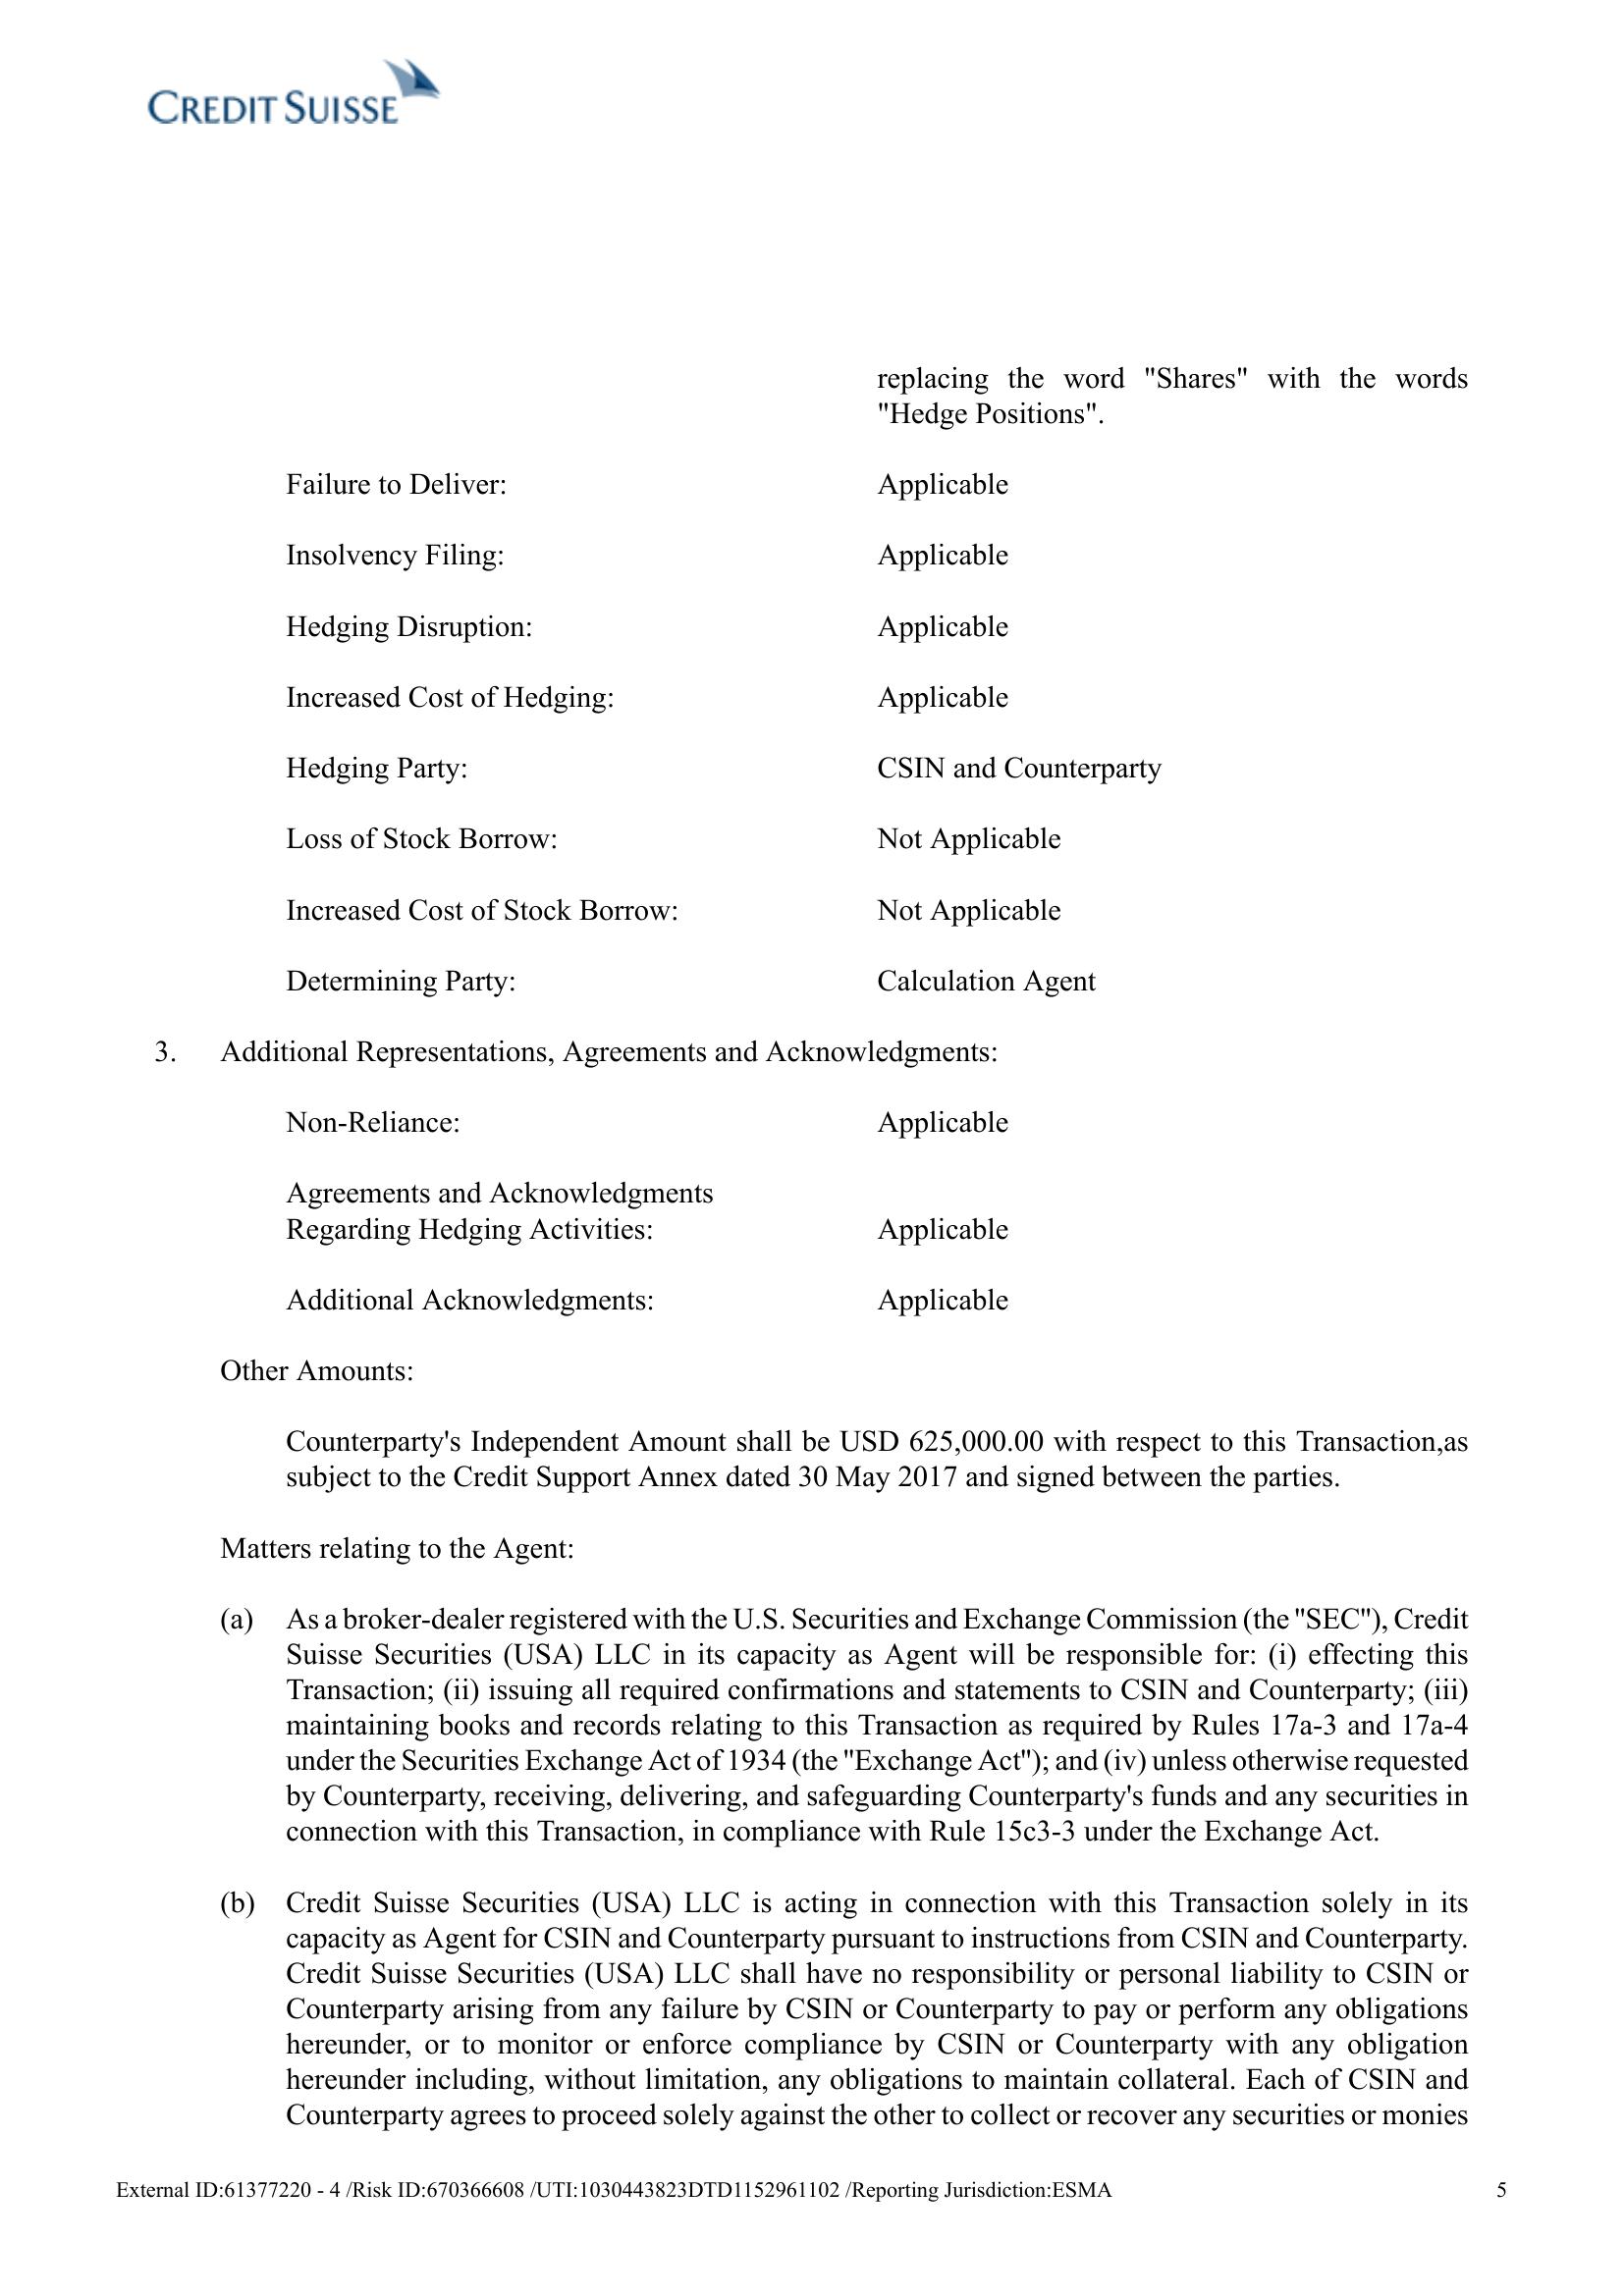 CREDIT SUISSE
replacing the word "Shares" with the words
"Hedge Positions".
Failure to Deliver: Applicable
Insolvency Filing: Applicable
Hedging Disruption: Applicable
Increased Cost of Hedging: Applicable
Hedging Party: CSIN and Counterparty
Loss of Stock Borrow: Not Applicable
Increased Cost of Stock Borrow: Not Applicable
Determining Party: Calculation Agent
3. Additional Representations, Agreements and Acknowledgments:
Non-Reliance: Applicable
Agreements and Acknowledgments
Regarding Hedging Activities: Applicable
Additional Acknowledgments: Applicable
Other Amounts:
Counterparty's Independent Amount shall be USD 625,000.00 with respect to this Transaction,as
subject to the Credit Support Annex dated 30 May 2017 and signed between the parties.
Matters relating to the Agent:
(a) As a broker-dealer registered with the U.S. Securities and Exchange Commission (the "SEC"), Credit
Suisse Securities (USA) LLC in its capacity as Agent will be responsible for: (i) effecting this
Transaction; (ii) issuing all required confirmations and statements to CSIN and Counterparty; (iii)
maintaining books and records relating to this Transaction as required by Rules 17a-3 and 17a-4
under the Securities Exchange Act of 1934 (the "Exchange Act"); and (iv) unless otherwise requested
by Counterparty, receiving, delivering, and safeguarding Counterparty's funds and any securities in
connection with this Transaction, in compliance with Rule 15c3-3 under the Exchange Act.
(b) Credit Suisse Securities (USA) LLC is acting in connection with this Transaction solely in its
capacity as Agent for CSIN and Counterparty pursuant to instructions from CSIN and Counterparty.
Credit Suisse Securities (USA) LLC shall have no responsibility or personal liability to CSIN or
Counterparty arising from any failure by CSIN or Counterparty to pay or perform any obligations
hereunder, or to monitor or enforce compliance by CSIN or Counterparty with any obligation
hereunder including, without limitation, any obligations to maintain collateral. Each of CSIN and
Counterparty agrees to proceed solely against the other to collect or recover any securities or monies
External ID:61377220 - 4 /Risk ID:670366608 /UTI:1030443823DTD1152961102 /Reporting Jurisdiction:ESMA 5